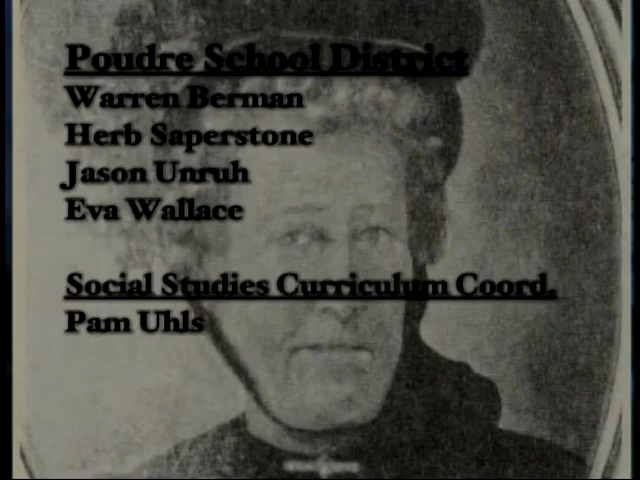 Poudre School District
Warren Berman
Herb Saperstone
Jason Unruh
Eva Wallace
Social Studies Curriculum Coord.
Pam Uhls